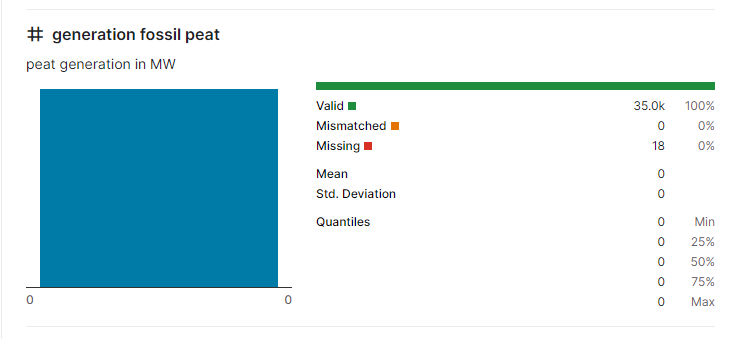 # generation fossil peat
peat generation in MW
Valid 35.0k 100%
Mismatched 0 0%
Missing 18 0%
Mean 0
Std. Deviation 0
Quantiles 0 Min
0 25%
0 50%
0 75%
0 Max
0 0